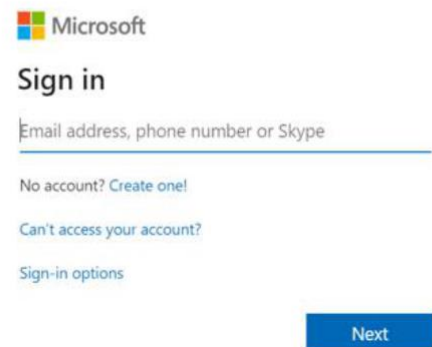 Microsoft
Sign in
Email address, phone number or Skype
No account? Create one!
Can't access your account?
Sign-in options
Next